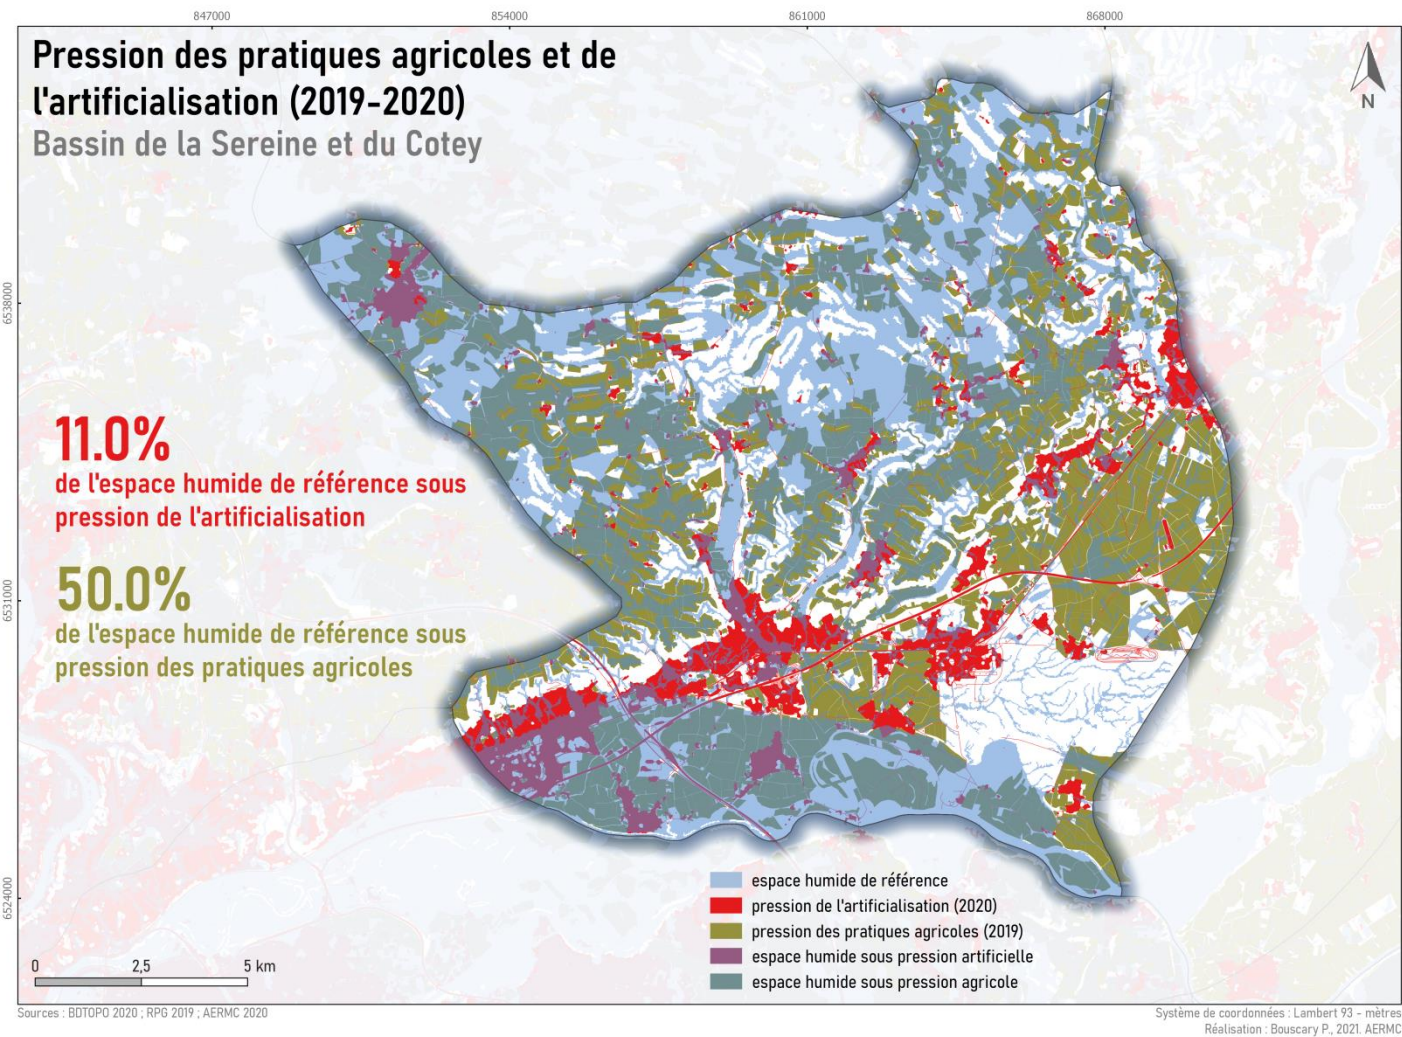 847000
854000
861000
868000
Pression des pratiques agricoles et de
l'artificialisation (2019-2020)
Bassin de la Sereine et du Cotey
N
6538000
11.0%
de l'espace humide de référence sous
pression de l'artificialisation
50.0%
de l'espace humide de référence sous
pression des pratiques agricoles
6531000
6524000
espace humide de référence
pression de l'artificialisation (2020)
pression des pratiques agricoles (2019)
espace humide sous pression artificielle
espace humide sous pression agricole
0 2,5 5 km
Sources : BDTOPO 2020 ; RPG 2019 ; AERMC 2020
Système de coordonnées : Lambert 93 - mètres
Réalisation : Bouscary P., 2021. AERMC